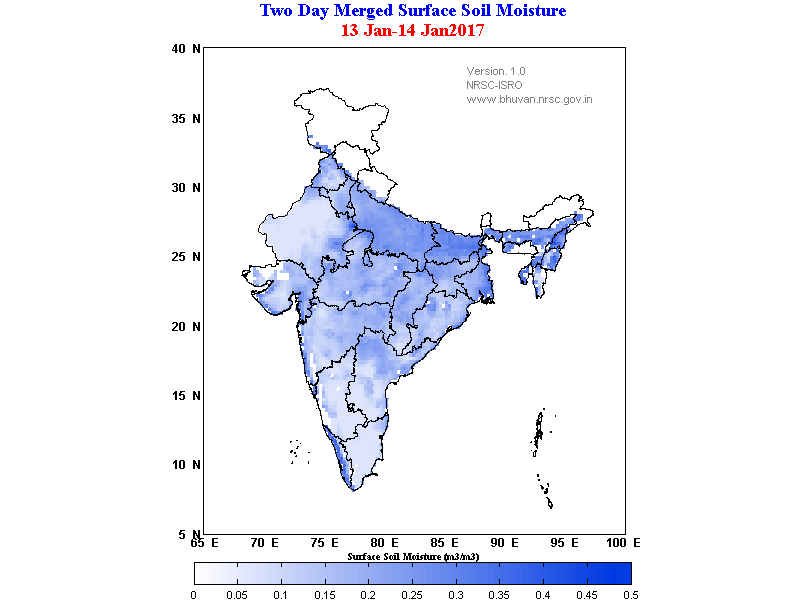 Two Day Merged Surface Soil Moisture
13 Jan-14 Jan2017
40 N
Version. 1.0
NRSC-ISRO
www.bhuvan.nrsc.gov.in
35 N
30 N
25 N
20 N
15 N
10 N
5 N
65 E 70 E 75 E 80 E 85 E 90 E 95 E 100 E
Surface Soil Moisture (m3/m3)
0 0.05 0.1 0.15 0.2 0.25 0.3 0.35 0.4 0.45 0.5